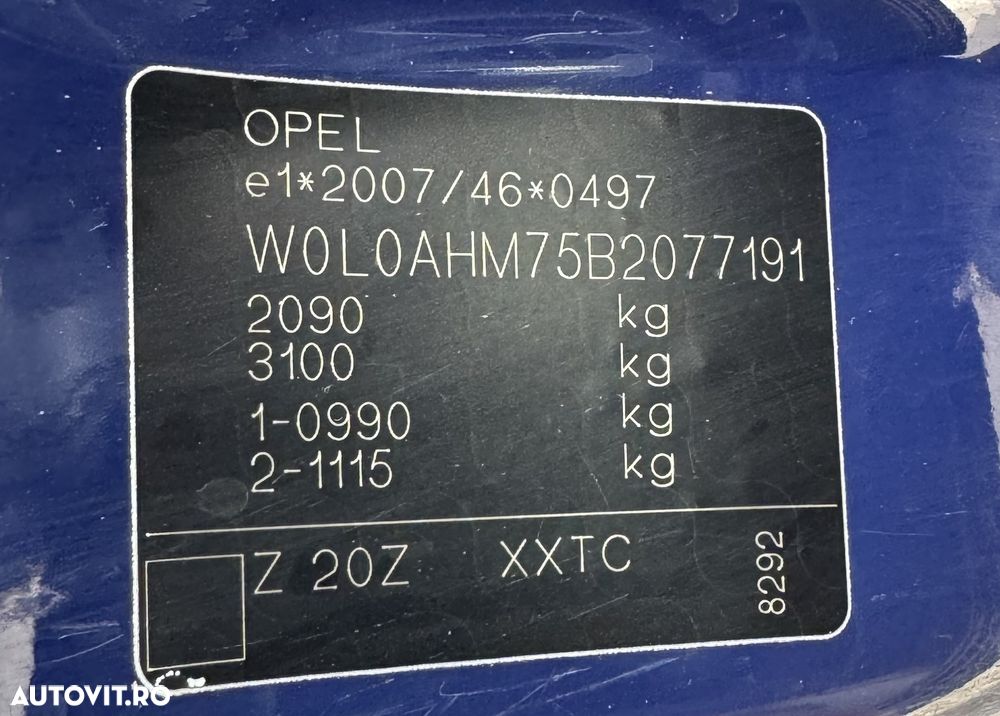 OPEL
e1*2007/46*0497
W0L0AHM75B2077191
2090 kg
3100 kg
1-0990 kg
2-1115 kg
Z 20Z XXTC
8292
AUTOVIT.RO